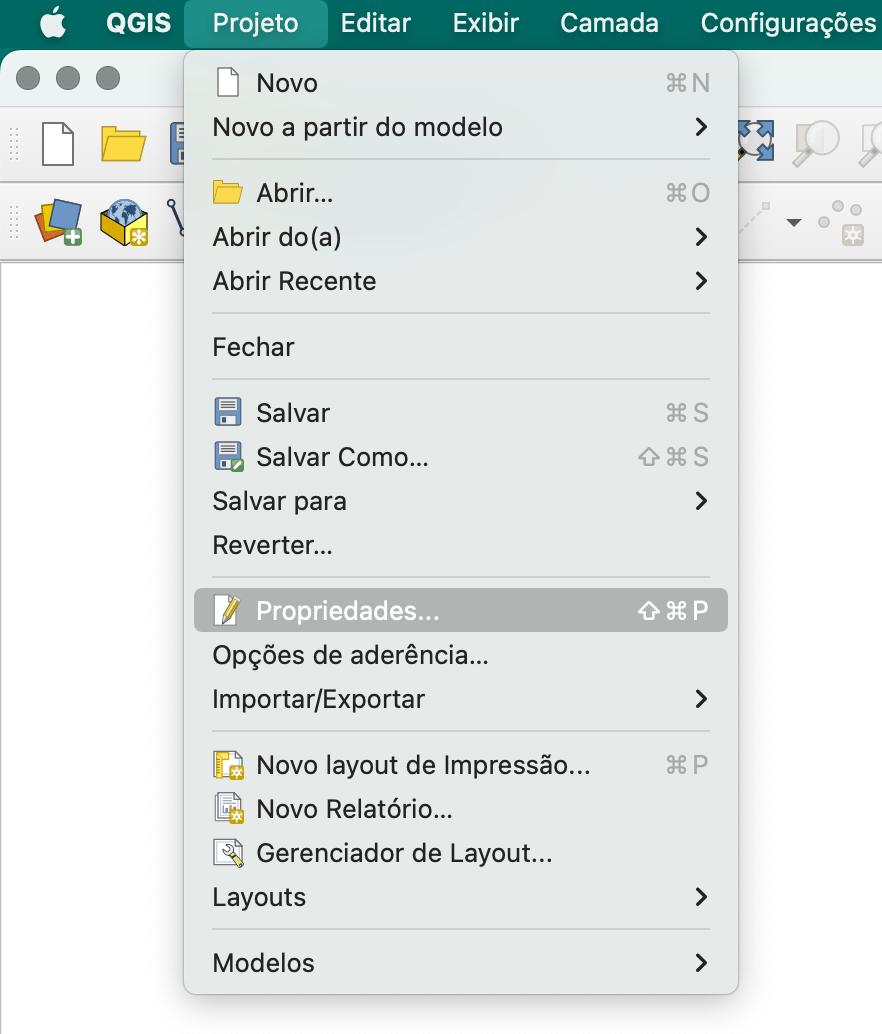 QGIS Projeto Editar Exibir Camada Configurações
Novo ⌘N
Novo a partir do modelo
Abrir... ⌘O
Abrir do(a)
Abrir Recente
Fechar
Salvar ⌘S
Salvar Como... ⇧⌘S
Salvar para
Reverter...
Propriedades... ⇧⌘P
Opções de aderência...
Importar/Exportar
Novo layout de Impressão... ⌘P
Novo Relatório...
Gerenciador de Layout...
Layouts
Modelos